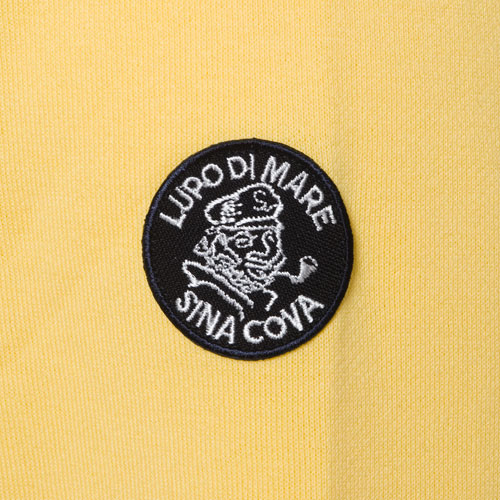 LUPO DI MARE
SINA COVA